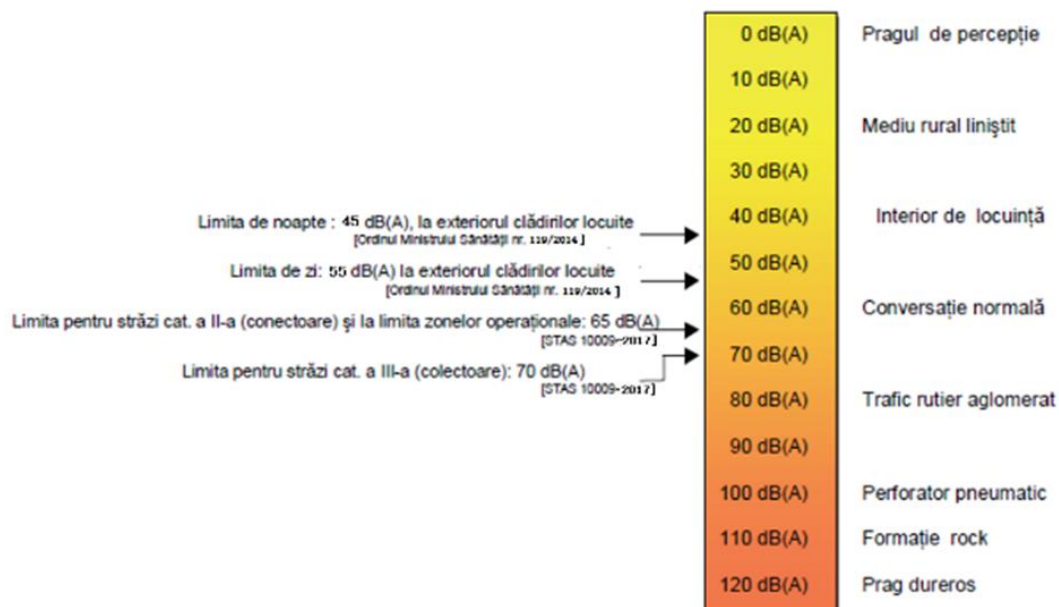 0 dB(A) Pragul de percepție
10 dB(A)
20 dB(A) Mediu rural liniştit
30 dB(A)
Limita de noapte : 45 dB(A), la exteriorul clădirilor locuite
[Ordinul Ministrului Sănătăţii nr. 119/2014 ]
40 dB(A) Interior de locuință
Limita de zi: 55 dB(A) la exteriorul clădirilor locuite
[Ordinul Ministrului Sănătăţii nr. 119/2014 ]
50 dB(A)
Limita pentru străzi cat. a II-a (conectoare) şi la limita zonelor operaţionale: 65 dB(A)
[STAS 10009-2017]
60 dB(A) Conversație normală
Limita pentru străzi cat. a III-a (colectoare): 70 dB(A)
[STAS 10009-2017]
70 dB(A)
80 dB(A) Trafic rutier aglomerat
90 dB(A)
100 dB(A) Perforator pneumatic
110 dB(A) Formație rock
120 dB(A) Prag dureros